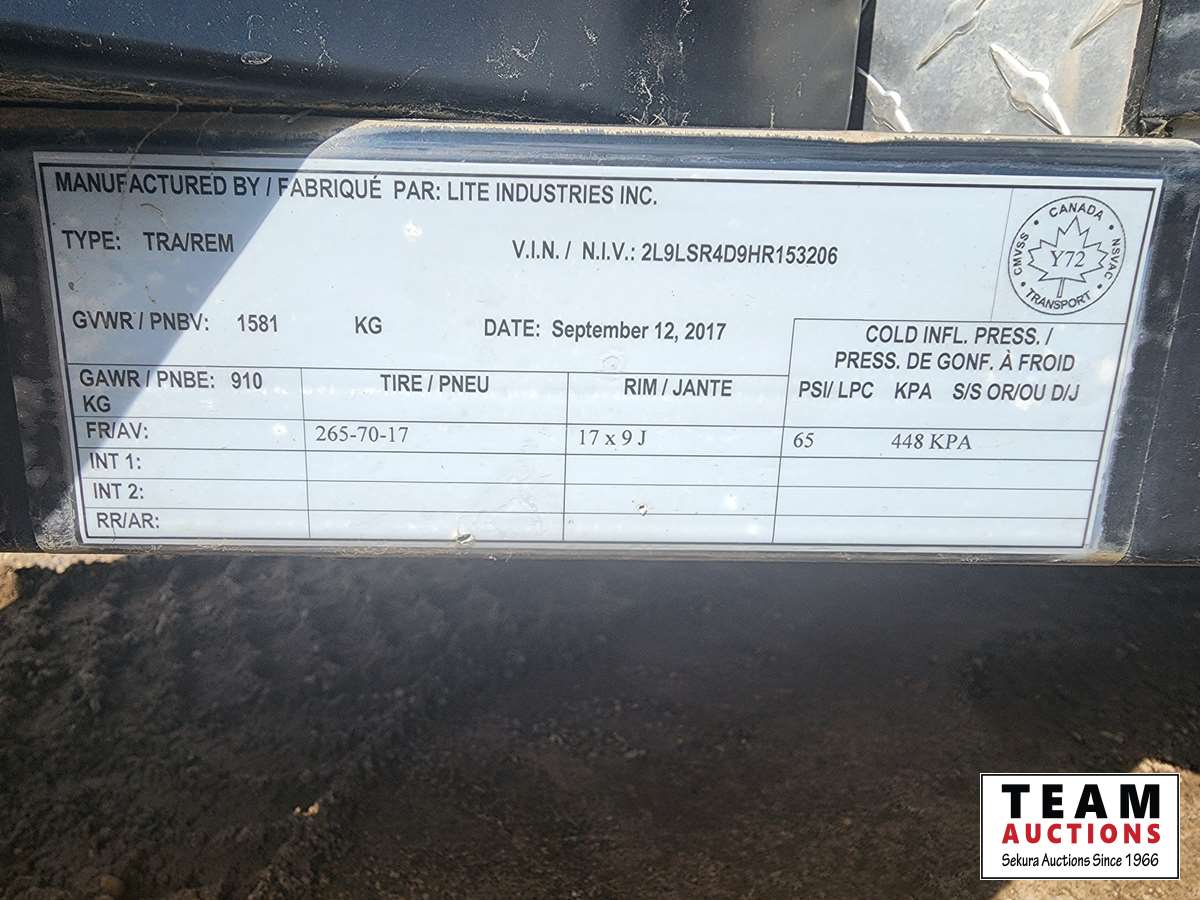 MANUFACTURED BY / FABRIQUÉ PAR: LITE INDUSTRIES INC.
TYPE: TRA/REM
V.I.N. / N.I.V.: 2L9LSR4D9HR153206
CANADA
CMVSS
Y72
NSVAC
TRANSPORT
GVWR / PNBV: 1581 KG
DATE: September 12, 2017
COLD INFL. PRESS. /
PRESS. DE GONF. À FROID
GAWR / PNBE: 910
KG
TIRE / PNEU
RIM / JANTE
PSI/ LPC KPA S/S OR/OU D/J
FR/AV: 265-70-17 17 x 9 J 65 448 KPA
INT 1:
INT 2:
RR/AR:
TEAM
AUCTIONS
Sekura Auctions Since 1966